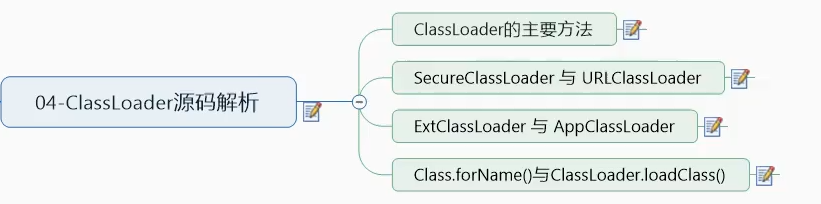 04-ClassLoader源码解析
ClassLoader的主要方法
SecureClassLoader 与 URLClassLoader
ExtClassLoader 与 AppClassLoader
Class.forName()与ClassLoader.loadClass()